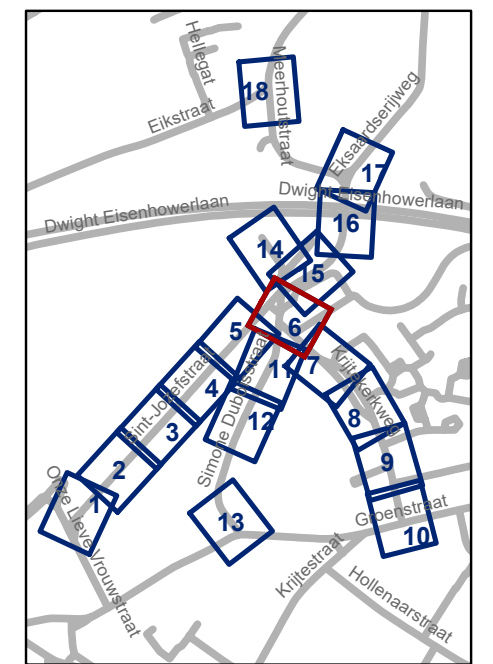 Hellegat
Meerhoutstraat
18
Eikstraat
Eksaardserijweg
17
Dwight Eisenhowerlaan
Dwight Eisenhowerlaan
16
14
15
5
6
Simone Duboisstraat
11
7
Krijtekerkweg
Sint-Jozefstraat
4
8
3
12
2
9
Onze Lieve Vrouwstraat
1
13
Groenstraat
10
Krijtestraat
Hollenaarstraat